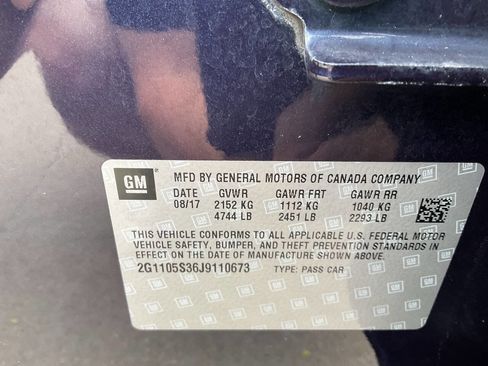 GM MFD BY GENERAL MOTORS OF CANADA COMPANY
DATE GVWR GAWR FRT GAWR RR
08/17 2152 KG 1112 KG 1040 KG
4744 LB 2451 LB 2293 LB
THIS VEHICLE CONFORMS TO ALL APPLICABLE U.S. FEDERAL MOTOR
VEHICLE SAFETY, BUMPER, AND THEFT PREVENTION STANDARDS IN
EFFECT ON THE DATE OF MANUFACTURE SHOWN ABOVE.
2G1105S36J9110673 TYPE: PASS CAR